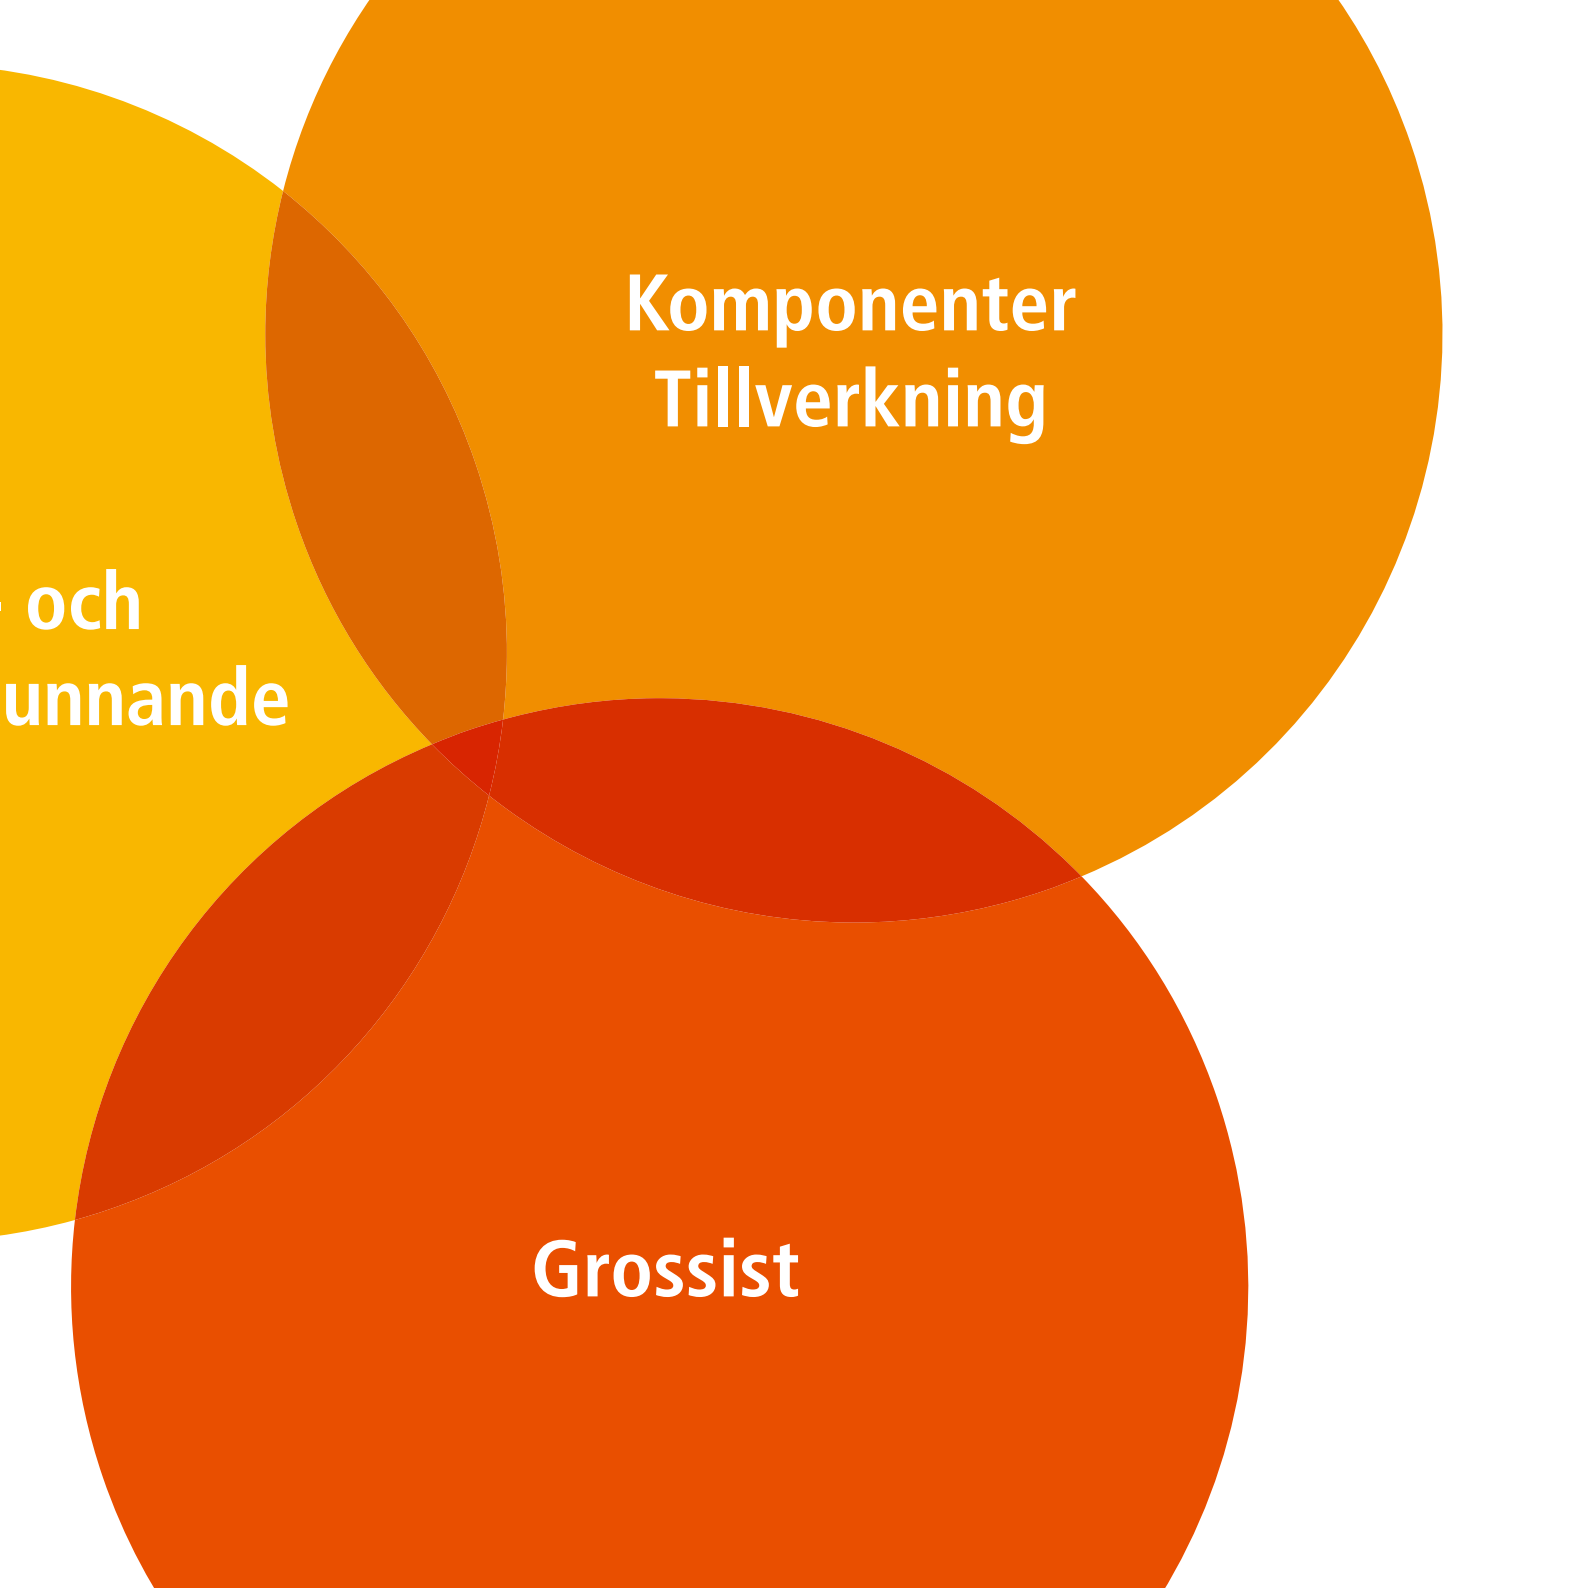 Komponenter
Tillverkning
- och
unnande
Grossist